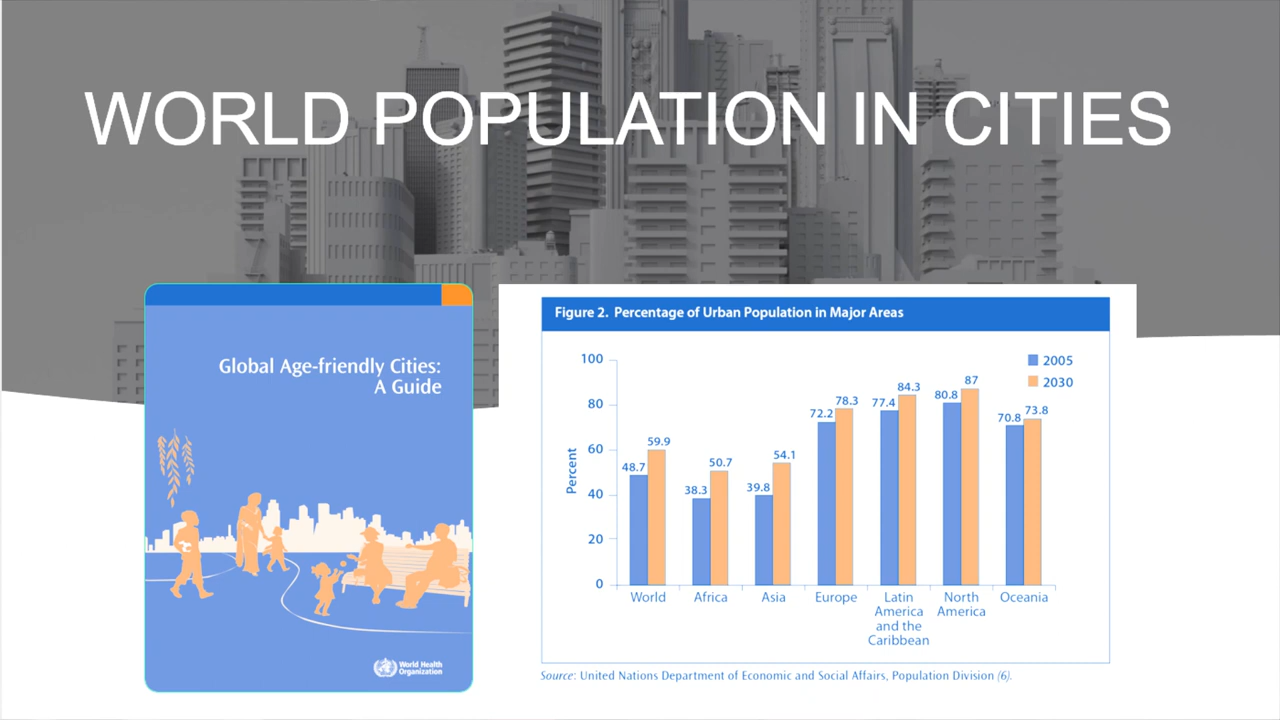 WORLD POPULATION IN CITIES
Global Age-friendly Cities:
A Guide
World Health
Organization
Figure 2. Percentage of Urban Population in Major Areas
100
80
60
40
20
0
Percent
2005
2030
48.7
59.9
38.3
50.7
39.8
54.1
72.2
78.3
77.4
84.3
80.8
87
70.8
73.8
World
Africa
Asia
Europe
Latin
America
and the
Caribbean
North
America
Oceania
Source: United Nations Department of Economic and Social Affairs, Population Division (6).